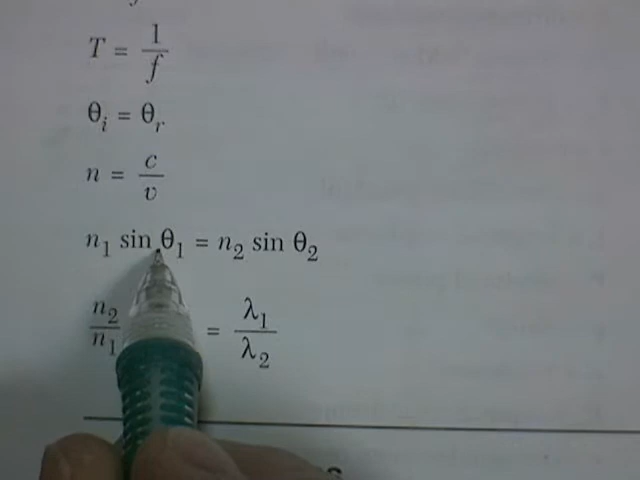 T = 1/f
θᵢ = θᵣ
n = c/v
n₁ sin θ₁ = n₂ sin θ₂
n₂/n₁ = λ₁/λ₂